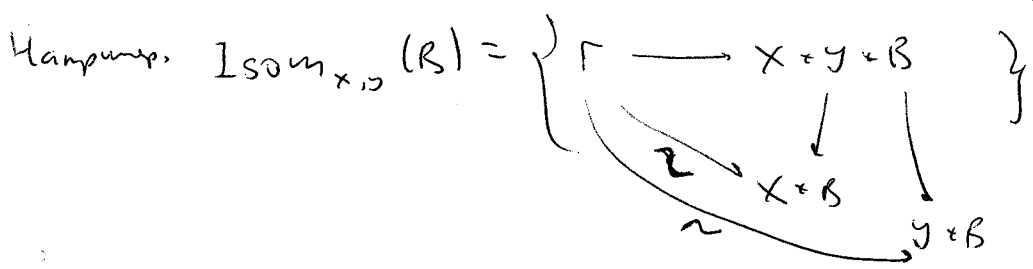 Например, Isom_{X,Y} (B) = { Γ ⟶ X × Y × B }
∼ X × B
∼ Y × B